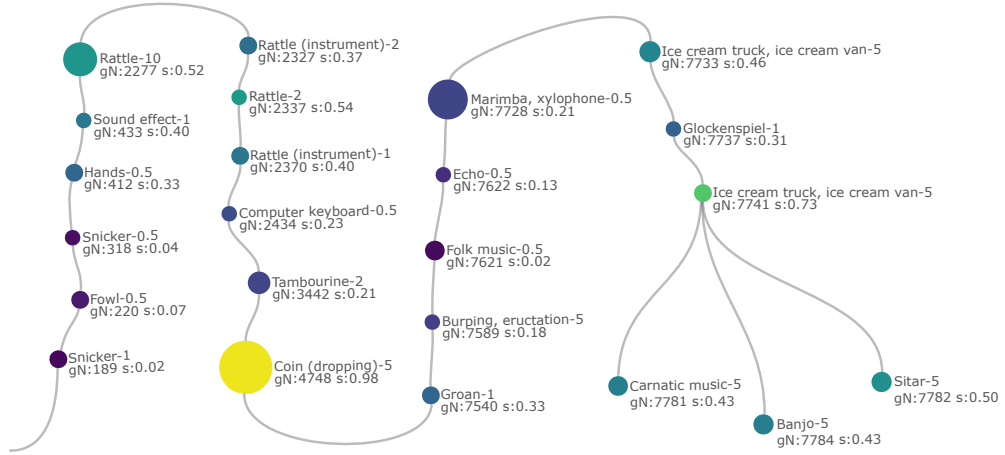 Rattle-10
gN:2277 s:0.52
Sound effect-1
gN:433 s:0.40
Hands-0.5
gN:412 s:0.33
Snicker-0.5
gN:318 s:0.04
Fowl-0.5
gN:220 s:0.07
Snicker-1
gN:189 s:0.02
Rattle (instrument)-2
gN:2327 s:0.37
Rattle-2
gN:2337 s:0.54
Rattle (instrument)-1
gN:2370 s:0.40
Computer keyboard-0.5
gN:2434 s:0.23
Tambourine-2
gN:3442 s:0.21
Coin (dropping)-5
gN:4748 s:0.98
Marimba, xylophone-0.5
gN:7728 s:0.21
Echo-0.5
gN:7622 s:0.13
Folk music-0.5
gN:7621 s:0.02
Burping, eructation-5
gN:7589 s:0.18
Groan-1
gN:7540 s:0.33
Ice cream truck, ice cream van-5
gN:7733 s:0.46
Glockenspiel-1
gN:7737 s:0.31
Ice cream truck, ice cream van-5
gN:7741 s:0.73
Carnatic music-5
gN:7781 s:0.43
Banjo-5
gN:7784 s:0.43
Sitar-5
gN:7782 s:0.50